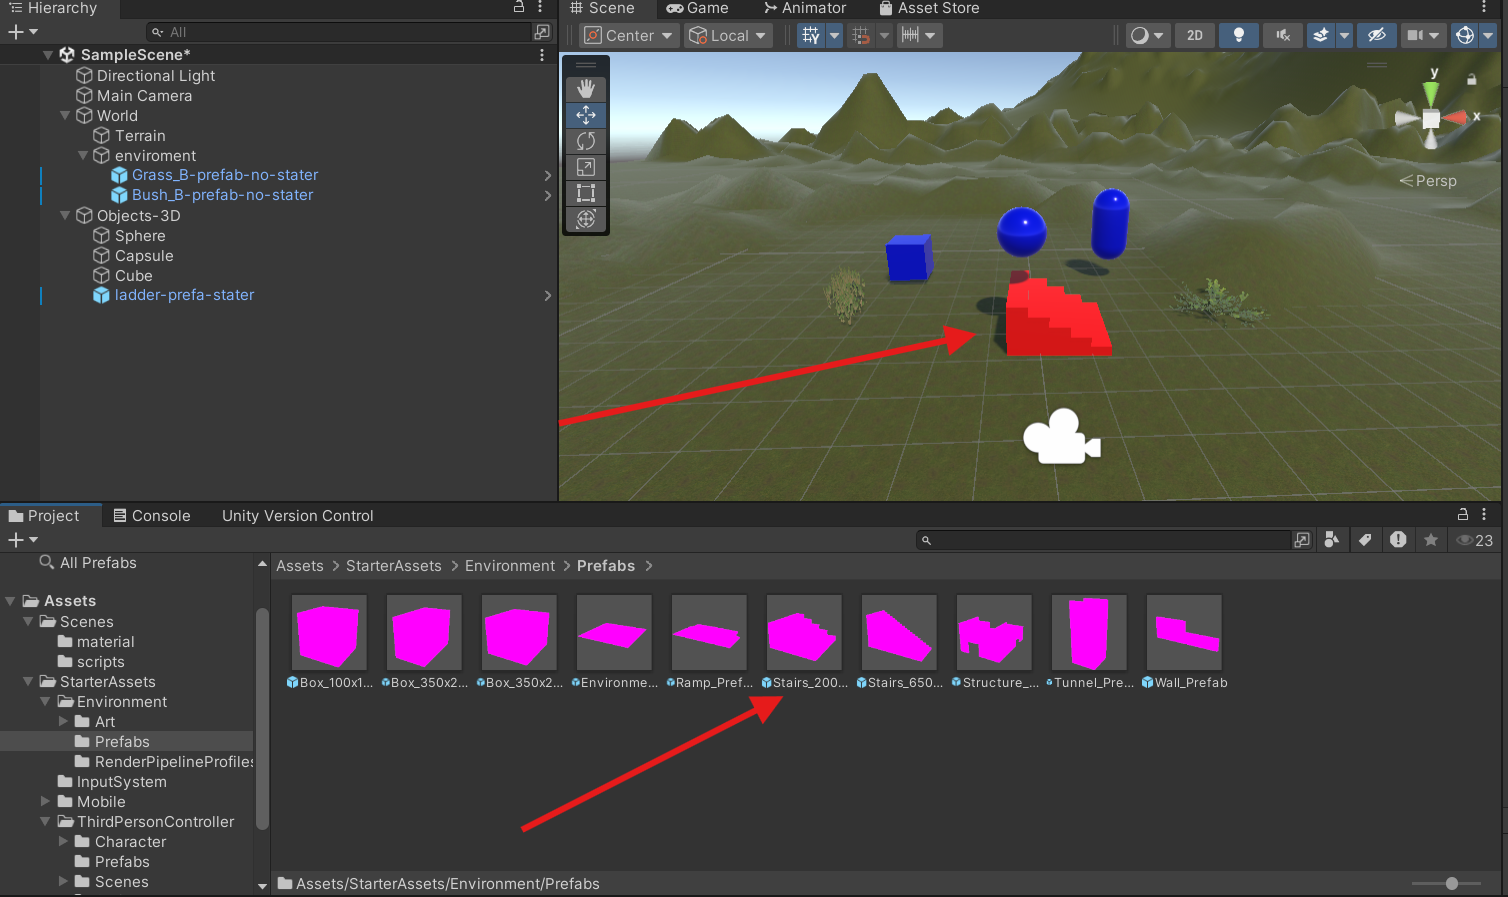 Hierarchy
All
SampleScene*
Directional Light
Main Camera
World
Terrain
enviroment
Grass_B-prefab-no-stater
Bush_B-prefab-no-stater
Objects-3D
Sphere
Capsule
Cube
ladder-prefa-stater
Scene Game Animator Asset Store
Center Local 2D
y
x
Persp
Project Console Unity Version Control
23
All Prefabs
Assets
Scenes
material
scripts
StarterAssets
Environment
Art
Prefabs
RenderPipelineProfiles
InputSystem
Mobile
ThirdPersonController
Character
Prefabs
Scenes
Assets > StarterAssets > Environment > Prefabs >
Box_100x1... Box_350x2... Box_350x2... Environme... Ramp_Pref... Stairs_200... Stairs_650... Structure_... Tunnel_Pre... Wall_Prefab
Assets/StarterAssets/Environment/Prefabs